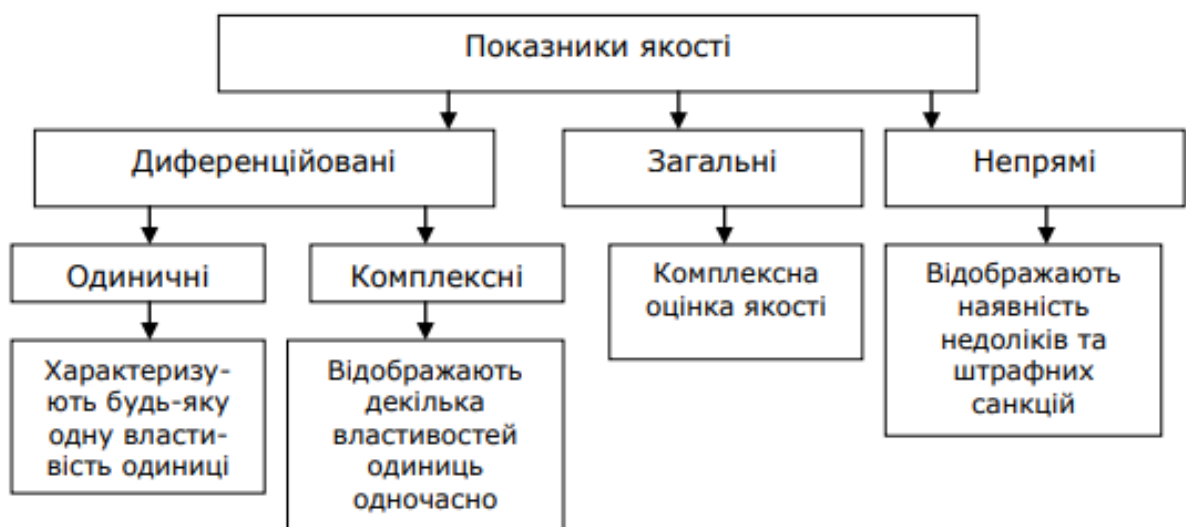 Показники якості
Диференційовані
Загальні
Непрямі
Одиничні
Комплексні
Комплексна
оцінка якості
Відображають
наявність
недоліків та
штрафних
санкцій
Характеризу-
ють будь-яку
одну власти-
вість одиниці
Відображають
декілька
властивостей
одиниць
одночасно